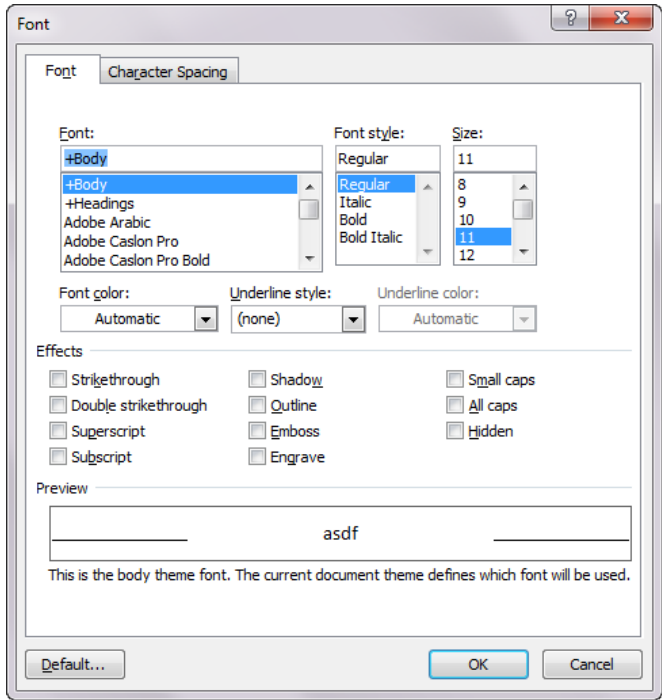 Font
Font Character Spacing
Font: Font style: Size:
+Body Regular 11
+Body Regular 8
+Headings Italic 9
Adobe Arabic Bold 10
Adobe Caslon Pro Bold Italic 11
Adobe Caslon Pro Bold 12
Font color: Underline style: Underline color:
Automatic (none) Automatic
Effects
Strikethrough Shadow Small caps
Double strikethrough Outline All caps
Superscript Emboss Hidden
Subscript Engrave
Preview
asdf
This is the body theme font. The current document theme defines which font will be used.
Default... OK Cancel